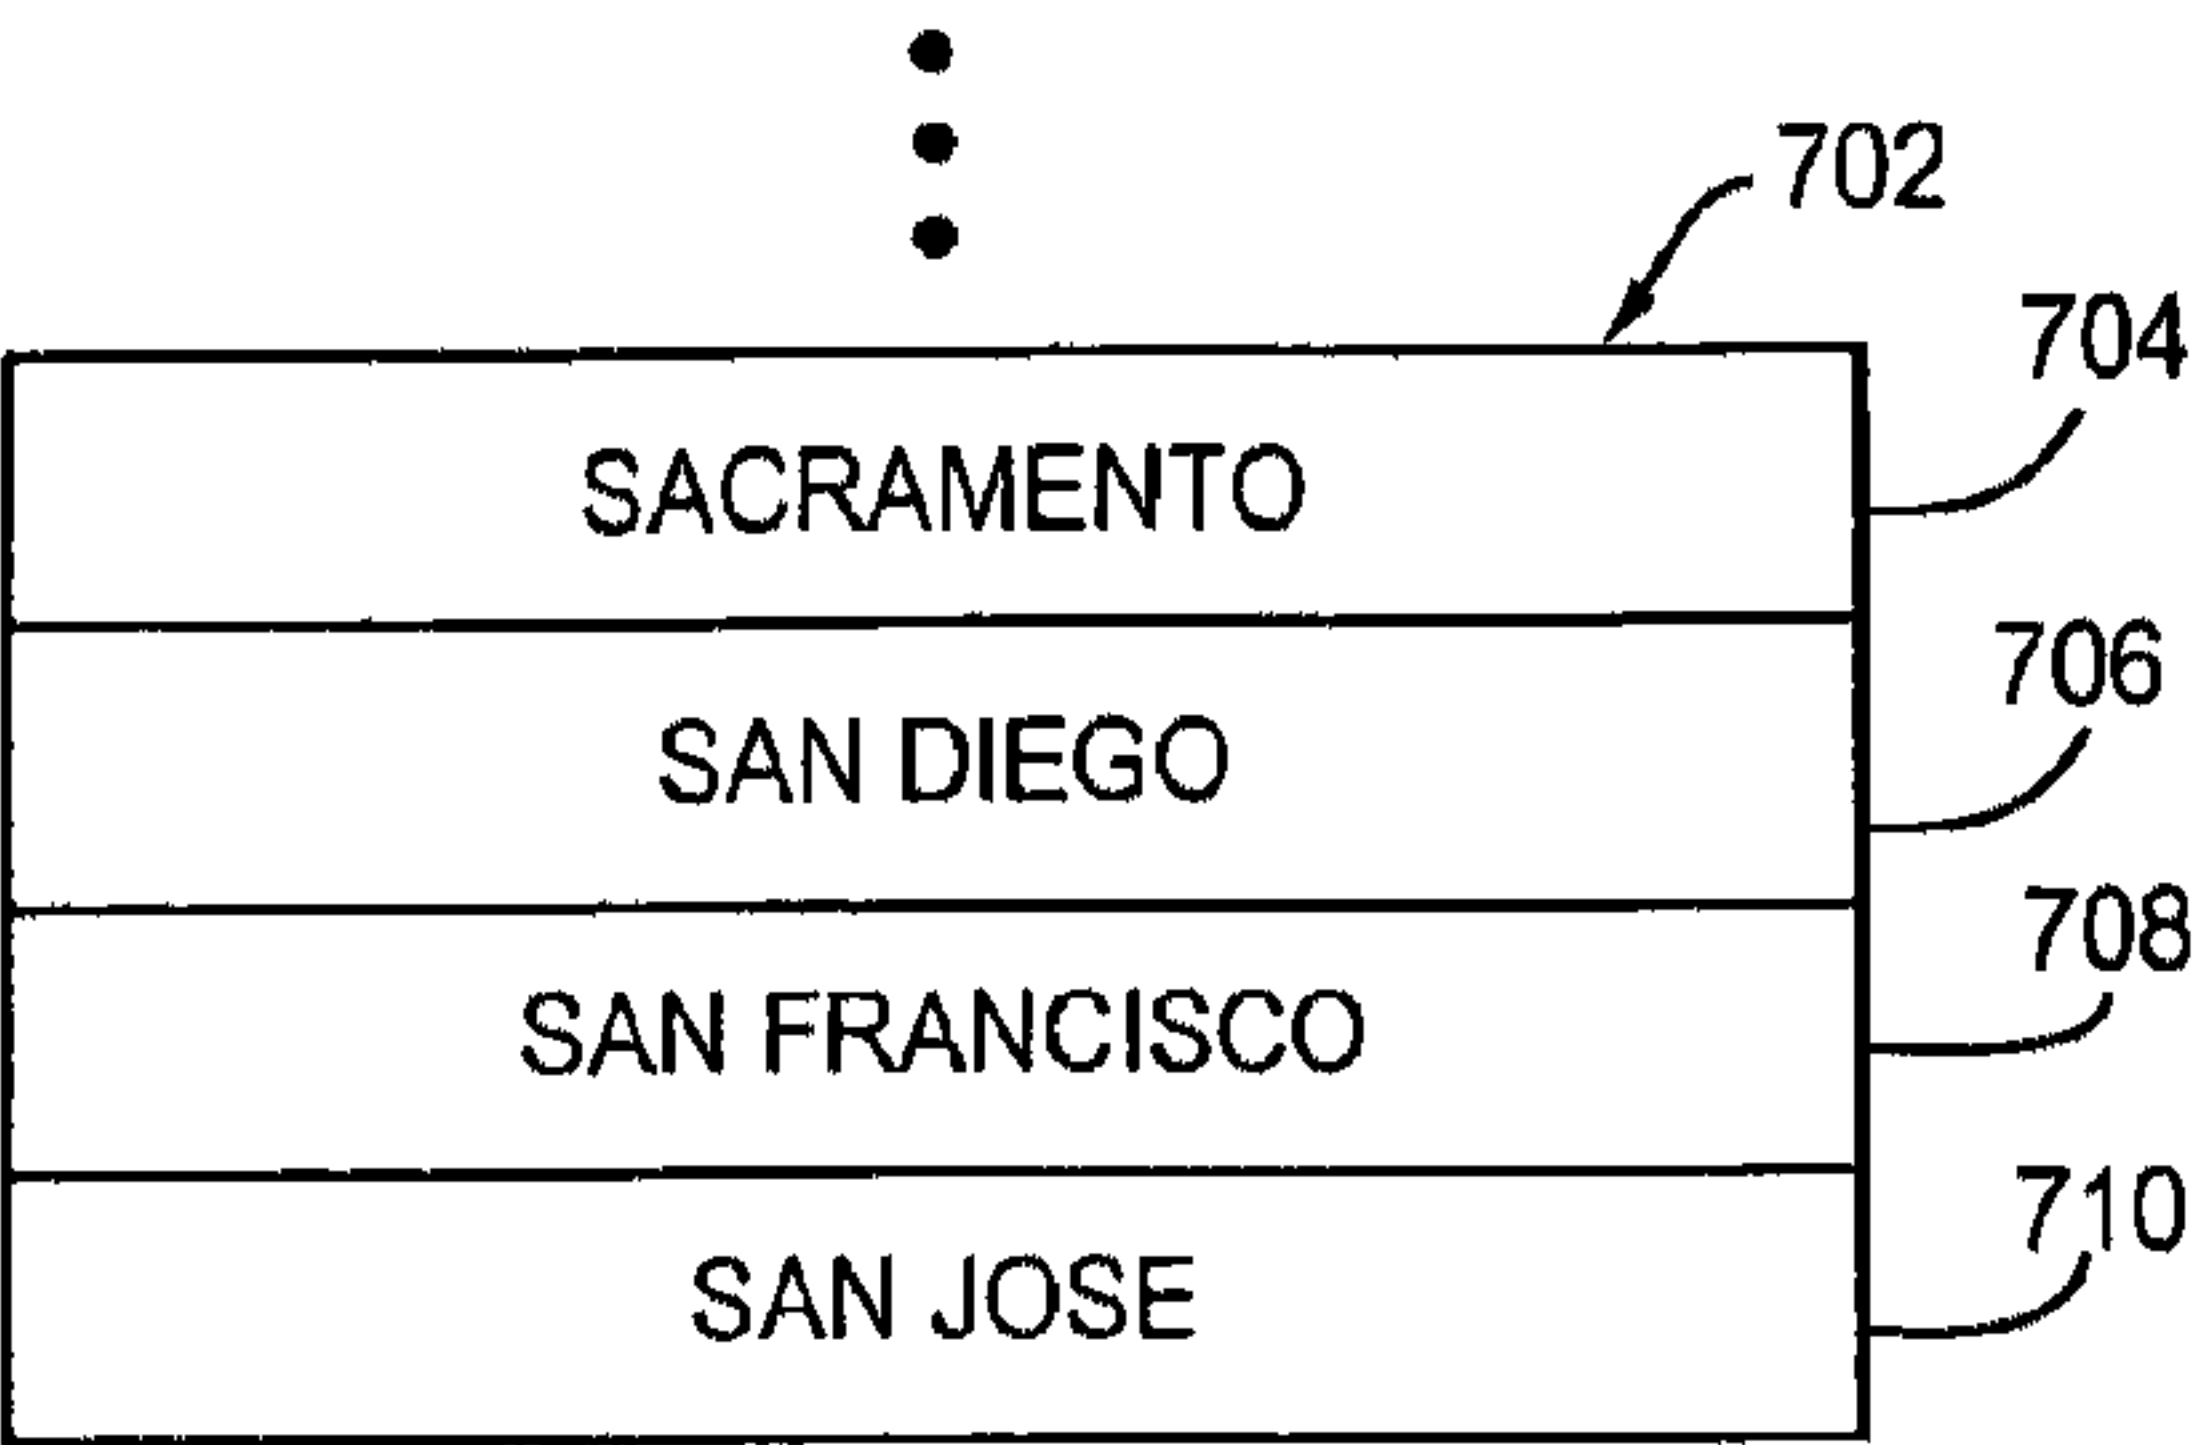 702
704
SACRAMENTO
706
SAN DIEGO
708
SAN FRANCISCO
710
SAN JOSE